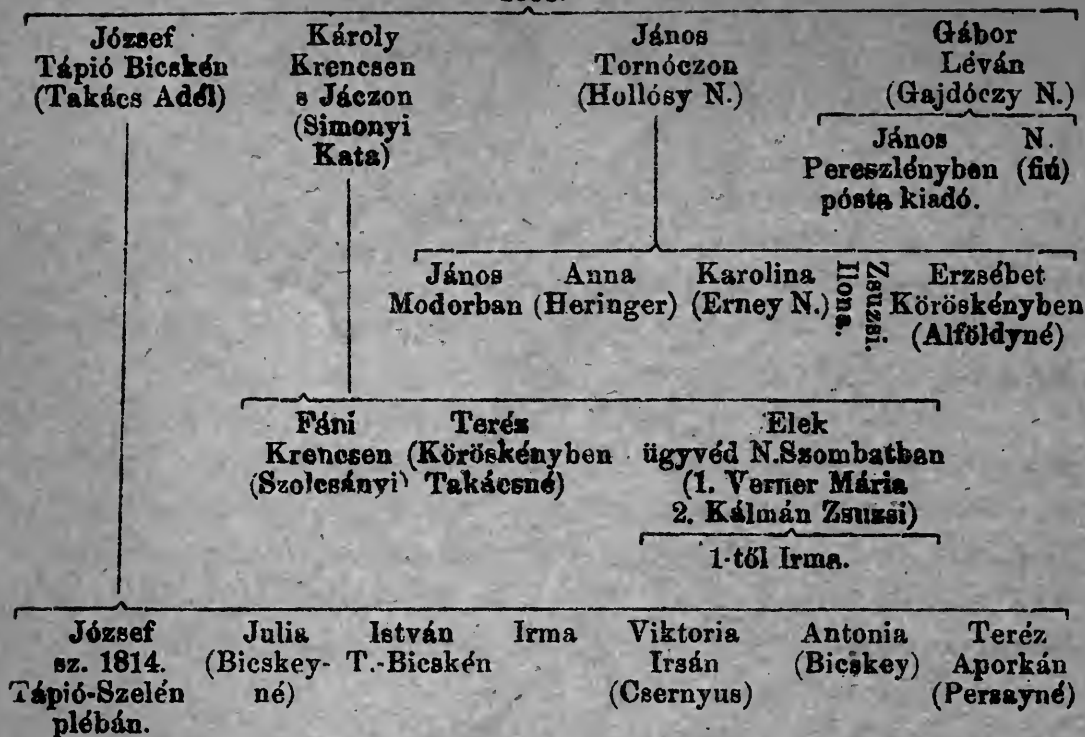 József Károly János Gábor
Tápió Bicskén Krencsen Tornóczon Léván
(Takács Adél) s Jáczon (Hollósy N.) (Gajdóczy N.)
(Simonyi
Kata)
János N.
Pereszlényben (fiú)
pósta kiadó.
János Anna Karolina Ilona. Zsuzsi. Erzsébet
Modorban (Heringer) (Erney N.) Köröskényben
(Alföldyné)
Fáni Teréz Elek
Krencsen (Köröskényben ügyvéd N.Szombatban
(Szolcsányi) Takácsné) (1. Verner Mária
2. Kálmán Zsuzsi)
1-től Irma.
József Julia István Irma Viktoria Antonia Teréz
sz. 1814. (Bicskey- T.-Bicskén Irsán (Bicskey) Aporkán
Tápió-Szelén né) (Csernyus) (Persayné)
plébán.